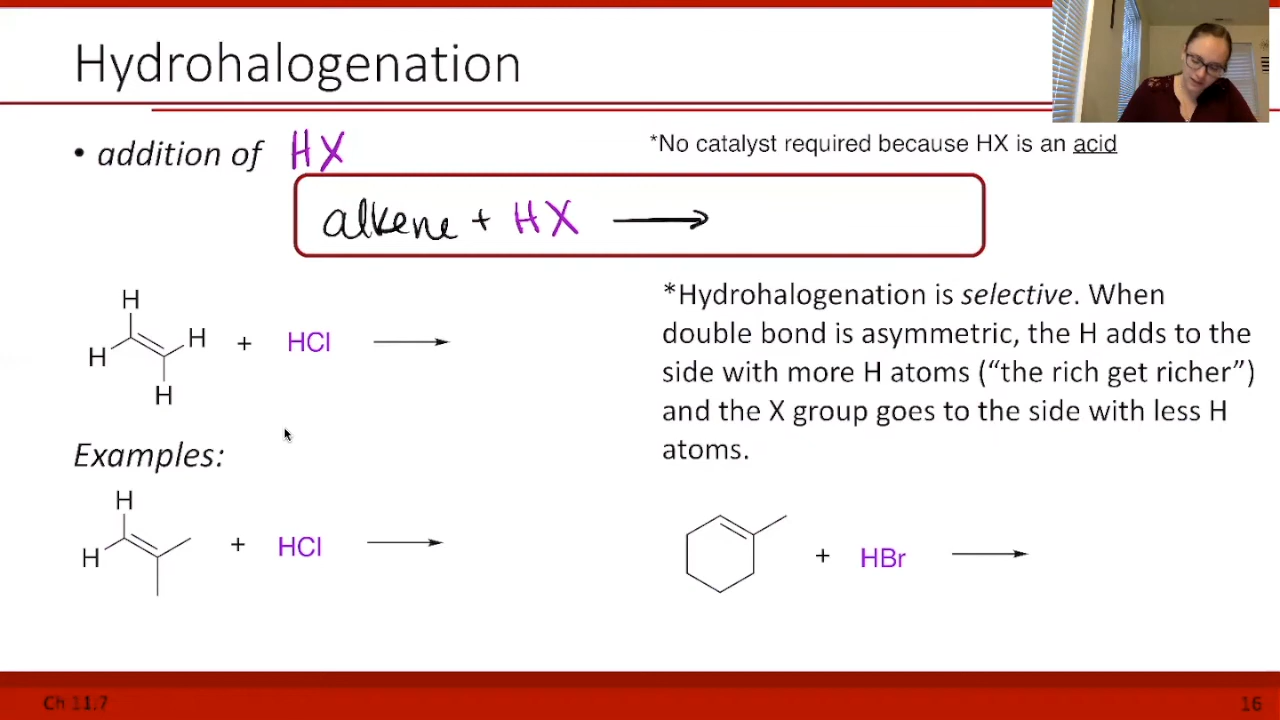 Hydrohalogenation
• addition of HX
*No catalyst required because HX is an acid
alkene + HX →
H
H
H
H
+ HCl
*Hydrohalogenation is selective. When
double bond is asymmetric, the H adds to the
side with more H atoms ("the rich get richer")
and the X group goes to the side with less H
atoms.
Examples:
H
H
+ HCl
+ HBr
Ch 11:7
16